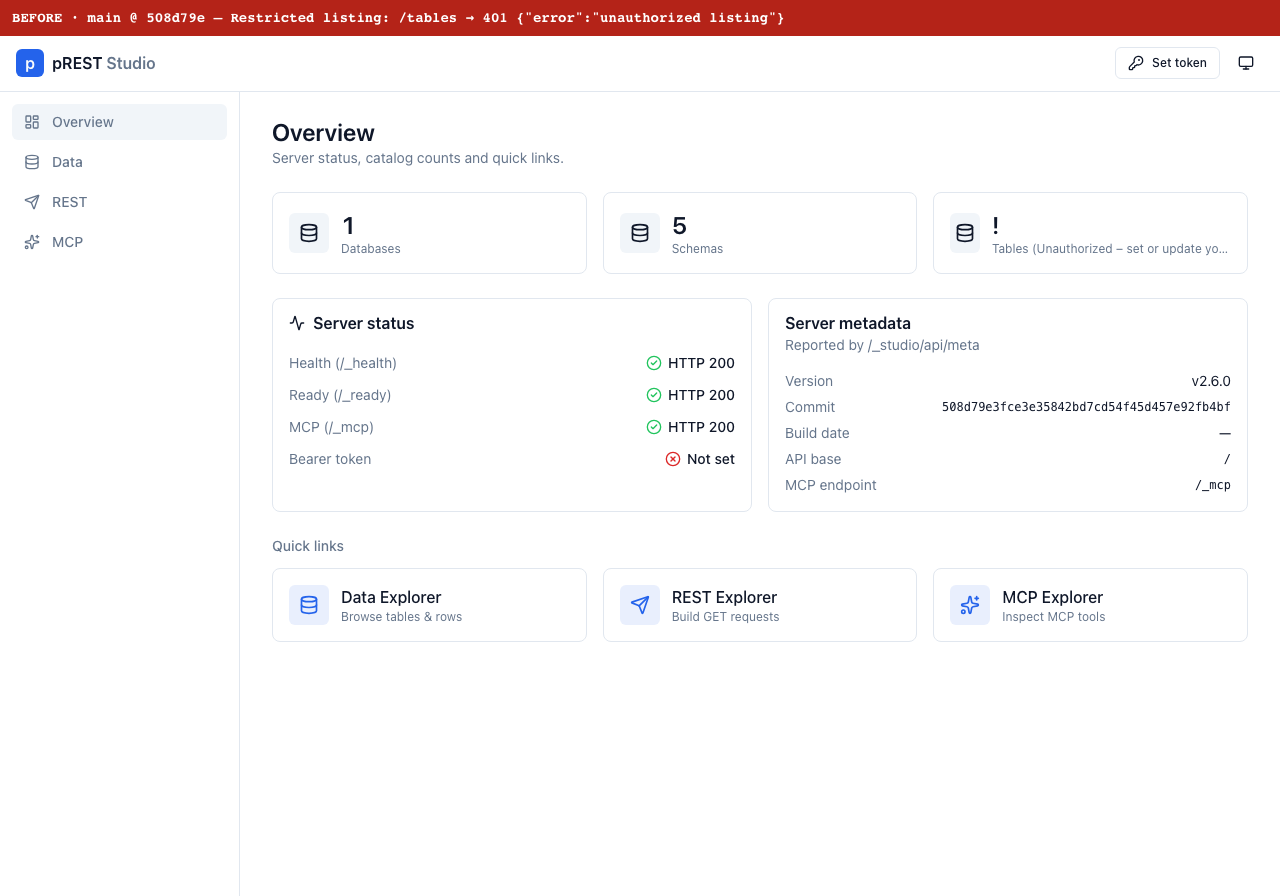 BEFORE · main @ 508d79e — Restricted listing: /tables → 401 {"error":"unauthorized listing"}
p pREST Studio
Set token
Overview
Data
REST
MCP
Overview
Server status, catalog counts and quick links.
1
Databases
5
Schemas
!
Tables (Unauthorized – set or update yo...
Server status
Health (/_health) HTTP 200
Ready (/_ready) HTTP 200
MCP (/_mcp) HTTP 200
Bearer token Not set
Server metadata
Reported by /_studio/api/meta
Version v2.6.0
Commit 508d79e3fce3e35842bd7cd54f45d457e92fb4bf
Build date —
API base /
MCP endpoint /_mcp
Quick links
Data Explorer
Browse tables & rows
REST Explorer
Build GET requests
MCP Explorer
Inspect MCP tools